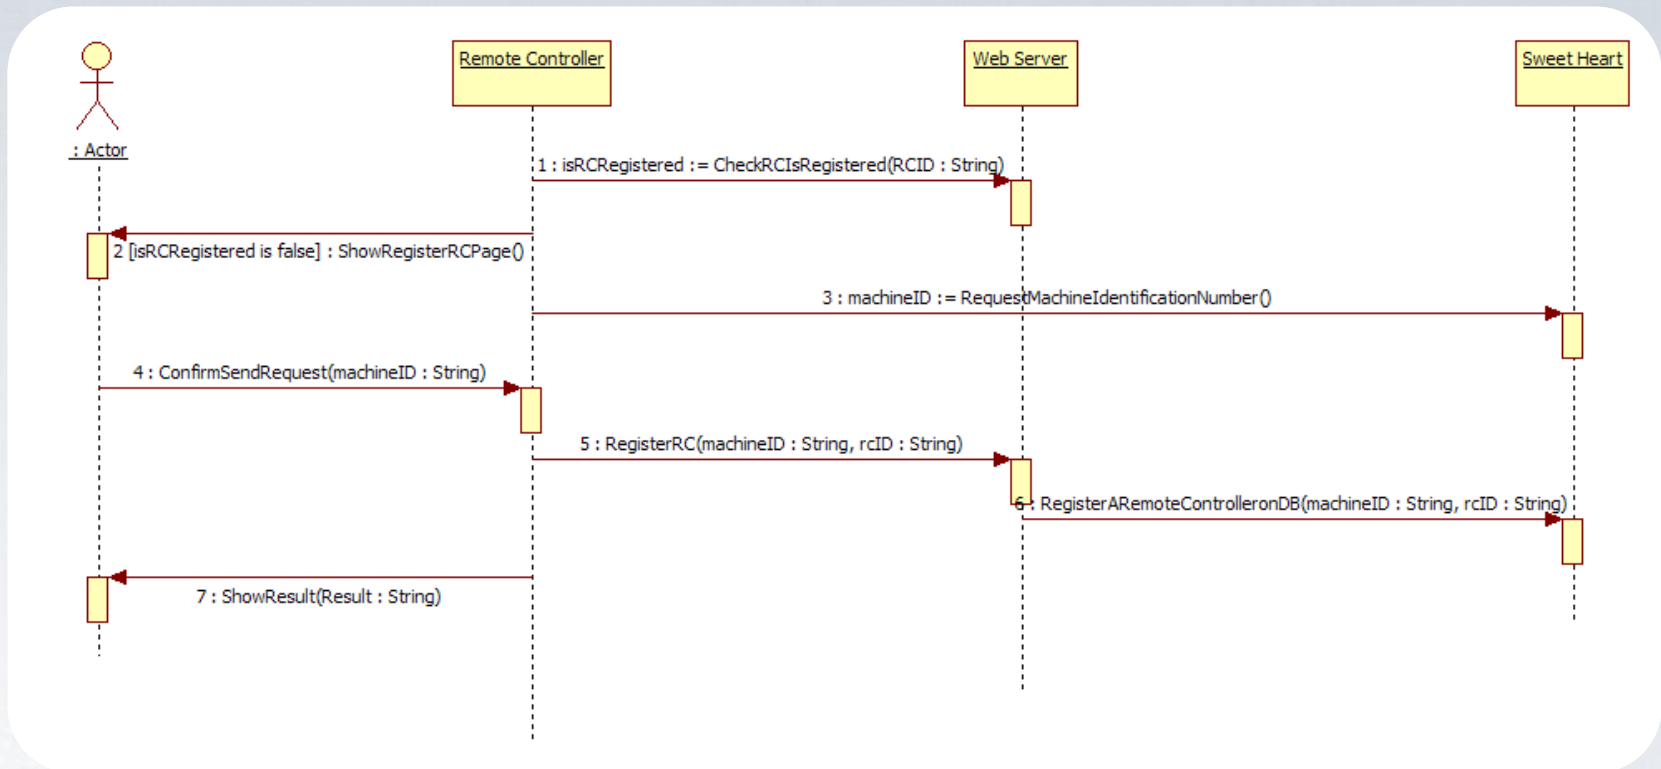 Remote Controller
Web Server
Sweet Heart
: Actor
1 : isRCRegistered := CheckRCIsRegistered(RCID : String)
2 [isRCRegistered is false] : ShowRegisterRCPage()
3 : machineID := RequestMachineIdentificationNumber()
4 : ConfirmSendRequest(machineID : String)
5 : RegisterRC(machineID : String, rcID : String)
6 : RegisterARemoteControlleronDB(machineID : String, rcID : String)
7 : ShowResult(Result : String)